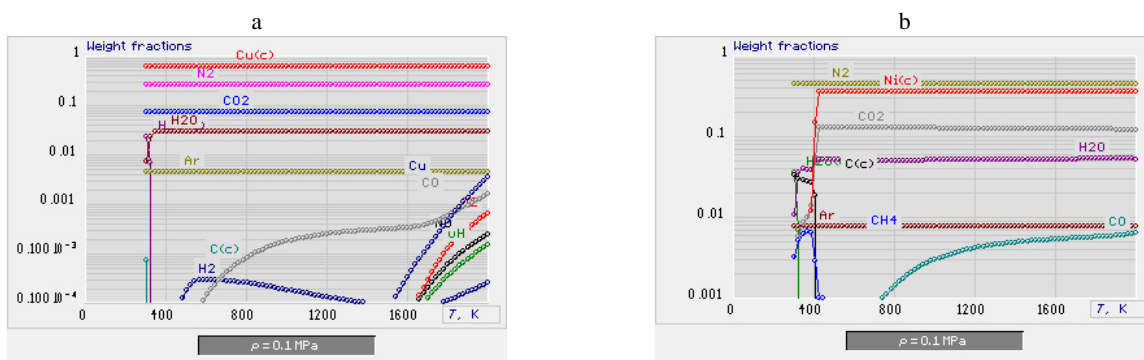 a
b
Weight fractions
1
0.1
0.01
0.001
0.100 10⁻³
0.100 10⁻⁴
Cu(c)
N2
CO2
H2O
Ar
Cu
CO
C(c)
H2
0
400
800
1200
1600
T, K
p = 0.1 MPa
Weight fractions
1
0.1
0.01
0.001
N2
Ni(c)
CO2
H2O
C(c)
Ar
CH4
CO
0
400
800
1200
1600
T, K
p = 0.1 MPa